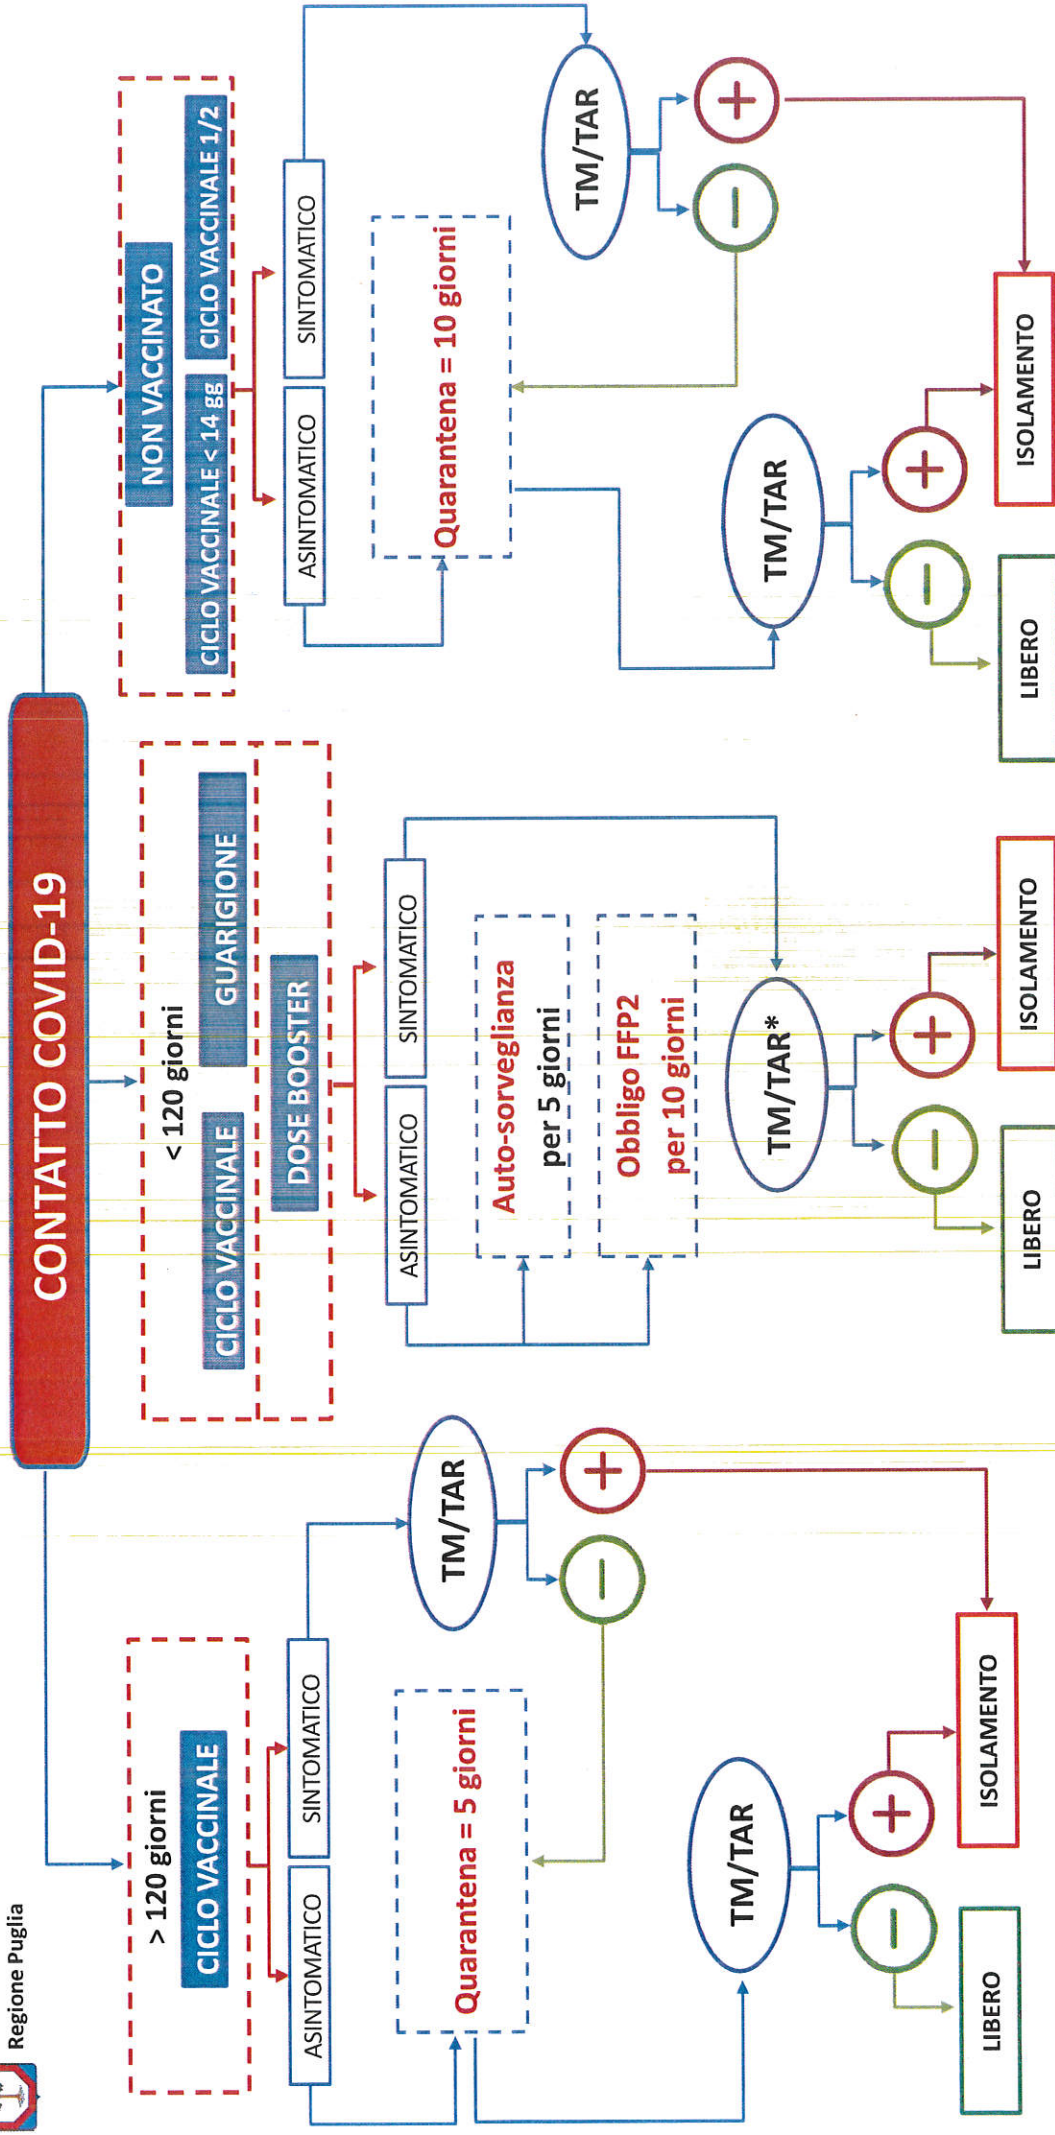 Regione Puglia
CONTATTO COVID-19
> 120 giorni
CICLO VACCINALE
ASINTOMATICO
SINTOMATICO
TM/TAR
−
+
Quarantena = 5 giorni
TM/TAR
−
+
LIBERO
ISOLAMENTO
< 120 giorni
CICLO VACCINALE
GUARIGIONE
DOSE BOOSTER
ASINTOMATICO
SINTOMATICO
Auto-sorveglianza
per 5 giorni
Obbligo FFP2
per 10 giorni
TM/TAR*
−
+
LIBERO
ISOLAMENTO
NON VACCINATO
CICLO VACCINALE < 14 gg
CICLO VACCINALE 1/2
ASINTOMATICO
SINTOMATICO
TM/TAR
−
+
Quarantena = 10 giorni
TM/TAR
−
+
LIBERO
ISOLAMENTO